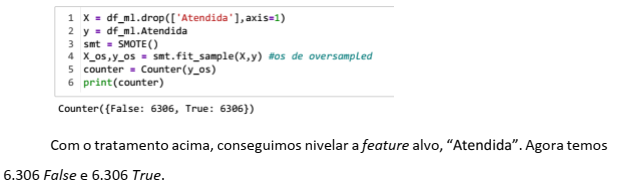 1 X = df_ml.drop(['Atendida'],axis=1)
2 y = df_ml.Atendida
3 smt = SMOTE()
4 X_os,y_os = smt.fit_sample(X,y) #os de oversampled
5 counter = Counter(y_os)
6 print(counter)
Counter({False: 6306, True: 6306})
Com o tratamento acima, conseguimos nivelar a feature alvo, “Atendida”. Agora temos
6.306 False e 6.306 True.